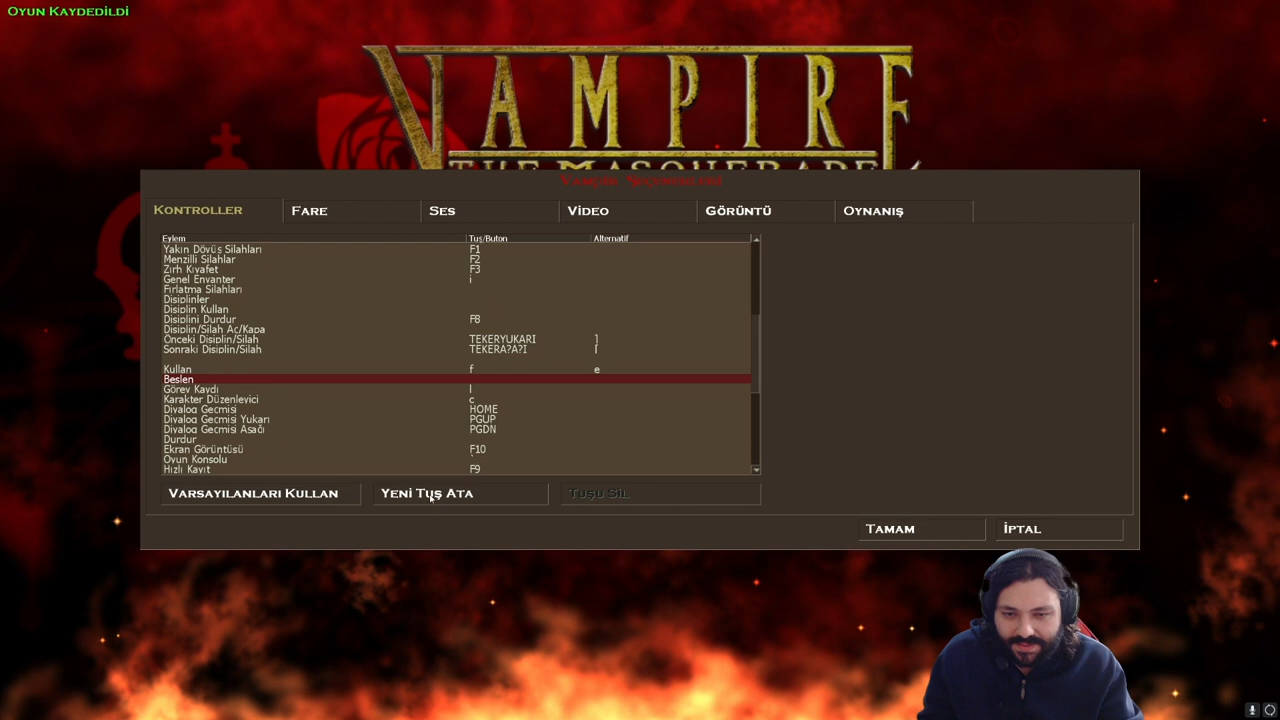 OYUN KAYDEDİLDİ
VAMPIRE
THE MASQUERADE
KONTROLLER FARE SES VİDEO GÖRÜNTÜ OYNANIŞ
Eylem Tuş/Buton Alternatif
Yakın Dövüş Silahları F1
Menzilli Silahlar F2
Zırh Kıyafet F3
Genel Envanter i
Fırlatma Silahları
Disiplinler
Disiplin Kullan
Disiplini Durdur F8
Disiplin/Silah Aç/Kapa
Önceki Disiplin/Silah TEKERYUKARI ]
Sonraki Disiplin/Silah TEKERA?A?I [
Kullan f e
Beslen
Görev Kaydı l
Karakter Düzenleyici c
Diyalog Geçmişi HOME
Diyalog Geçmişi Yukarı PGUP
Diyalog Geçmişi Aşağı PGDN
Durdur
Ekran Görüntüsü F10
Oyun Konsolu `
Hızlı Kayıt F9
VARSAYILANLARI KULLAN YENİ TUŞ ATA TUŞU SİL
TAMAM İPTAL